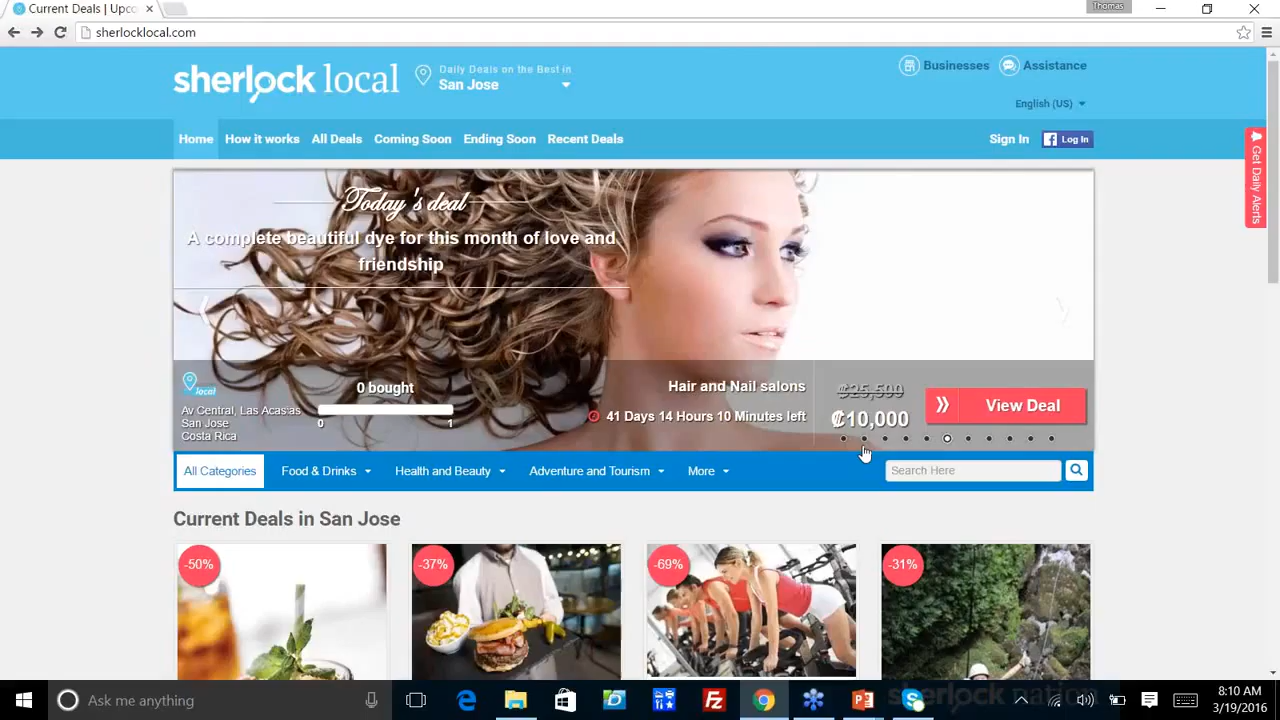 Current Deals | Upco
Thomas
sherlocklocal.com
sherlock local
Daily Deals on the Best in
San Jose
Businesses
Assistance
English (US)
Home
How it works
All Deals
Coming Soon
Ending Soon
Recent Deals
Sign In
Log In
Get Daily Alerts
Today's deal
A complete beautiful dye for this month of love and
friendship
local
Av Central, Las Acasias
San Jose
Costa Rica
0 bought
0
1
Hair and Nail salons
41 Days 14 Hours 10 Minutes left
₡25,500
₡10,000
View Deal
All Categories
Food & Drinks
Health and Beauty
Adventure and Tourism
More
Search Here
Current Deals in San Jose
-50%
-37%
-69%
-31%
Ask me anything
sherlock nation
8:10 AM
3/19/2016